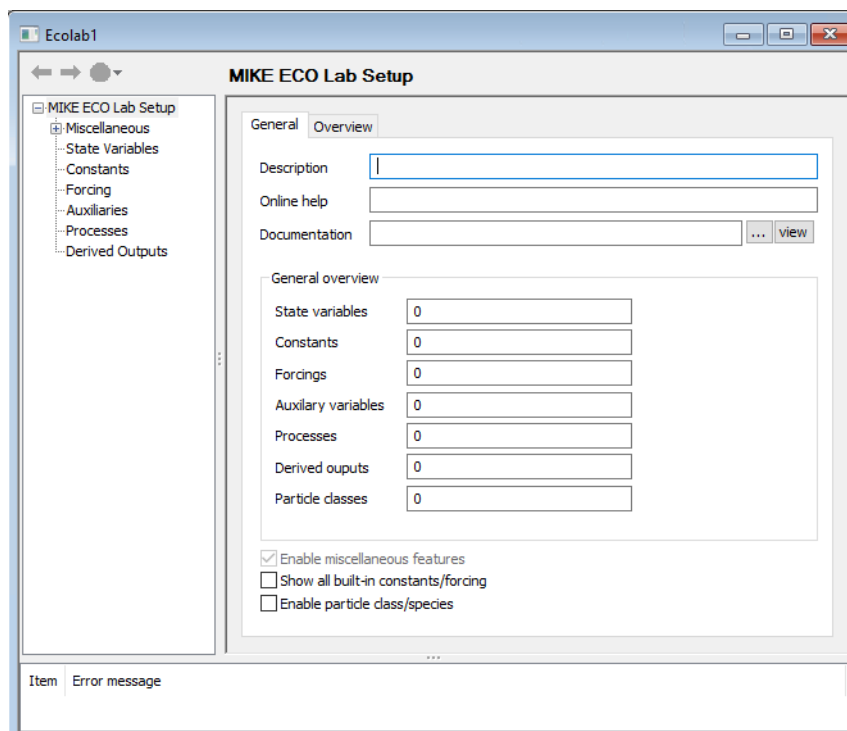 Ecolab1
MIKE ECO Lab Setup
MIKE ECO Lab Setup
Miscellaneous
State Variables
Constants
Forcing
Auxiliaries
Processes
Derived Outputs
General Overview
Description
Online help
Documentation ... view
General overview
State variables 0
Constants 0
Forcings 0
Auxilary variables 0
Processes 0
Derived ouputs 0
Particle classes 0
Enable miscellaneous features
Show all built-in constants/forcing
Enable particle class/species
Item Error message